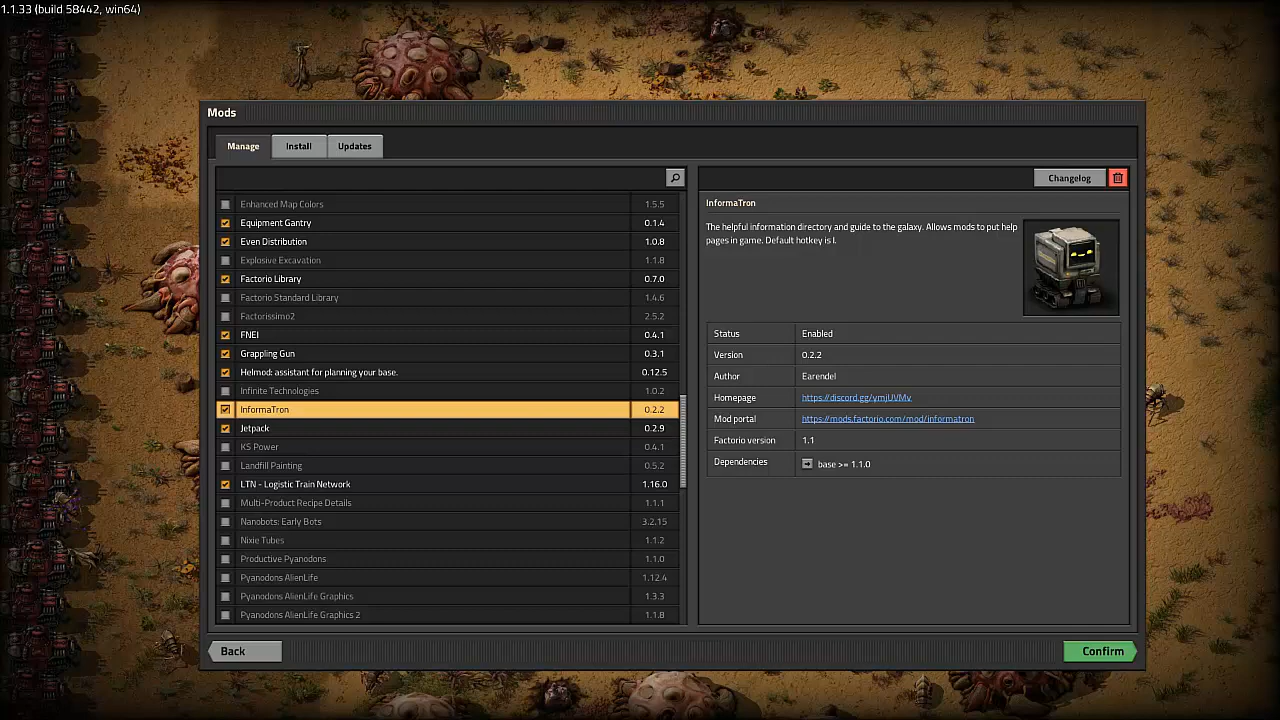 1.1.33 (build 58442, win64)
Mods
Manage Install Updates
Enhanced Map Colors 1.5.5
Equipment Gantry 0.1.4
Even Distribution 1.0.8
Explosive Excavation 1.1.8
Factorio Library 0.7.0
Factorio Standard Library 1.4.6
Factorissimo2 2.5.2
FNEI 0.4.1
Grappling Gun 0.3.1
Helmod: assistant for planning your base. 0.12.5
Infinite Technologies 1.0.2
InformaTron 0.2.2
Jetpack 0.2.9
KS Power 0.4.1
Landfill Painting 0.5.2
LTN - Logistic Train Network 1.16.0
Multi-Product Recipe Details 1.1.1
Nanobots: Early Bots 3.2.15
Nixie Tubes 1.1.2
Productive Pyanodons 1.1.0
Pyanodons AlienLife 1.12.4
Pyanodons AlienLife Graphics 1.3.3
Pyanodons AlienLife Graphics 2 1.1.8
Changelog
InformaTron
The helpful information directory and guide to the galaxy. Allows mods to put help
pages in game. Default hotkey is I.
Status Enabled
Version 0.2.2
Author Earendel
Homepage https://discord.gg/ymjUVMv
Mod portal https://mods.factorio.com/mod/informatron
Factorio version 1.1
Dependencies base >= 1.1.0
Back
Confirm